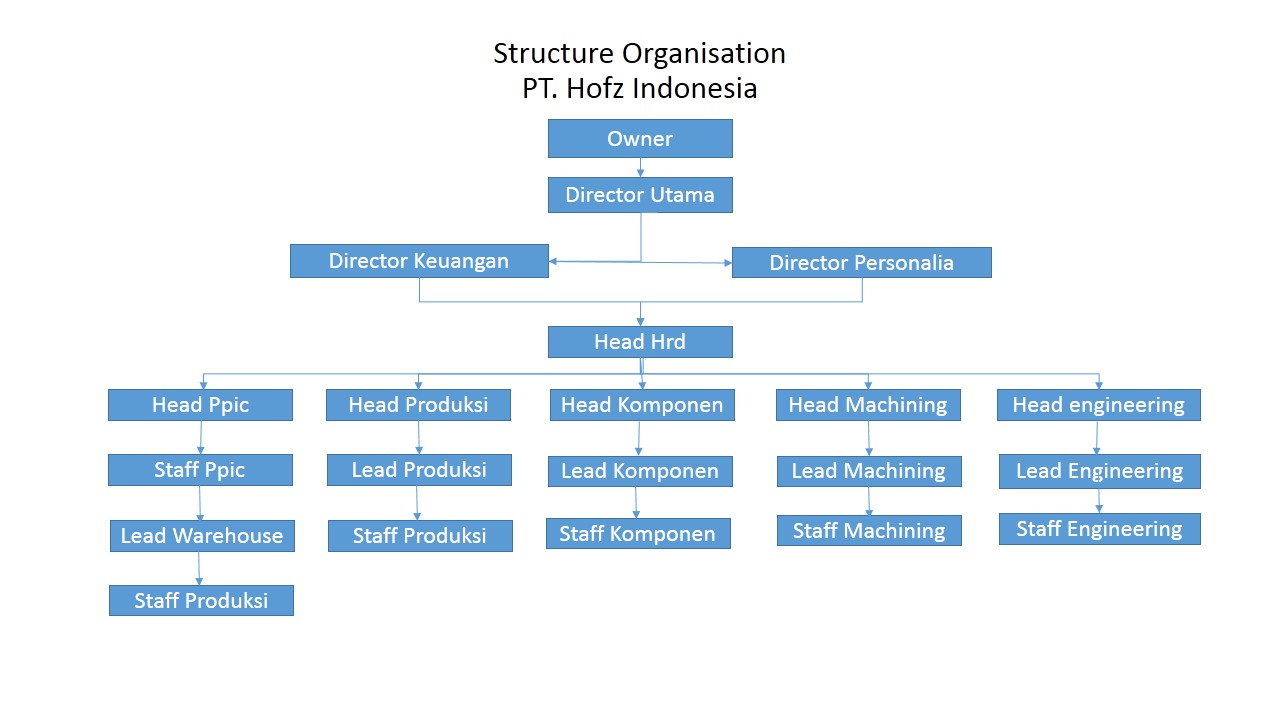 Structure Organisation
PT. Hofz Indonesia
Owner
Director Utama
Director Keuangan
Director Personalia
Head Hrd
Head Ppic
Head Produksi
Head Komponen
Head Machining
Head engineering
Staff Ppic
Lead Produksi
Lead Komponen
Lead Machining
Lead Engineering
Lead Warehouse
Staff Produksi
Staff Komponen
Staff Machining
Staff Engineering
Staff Produksi